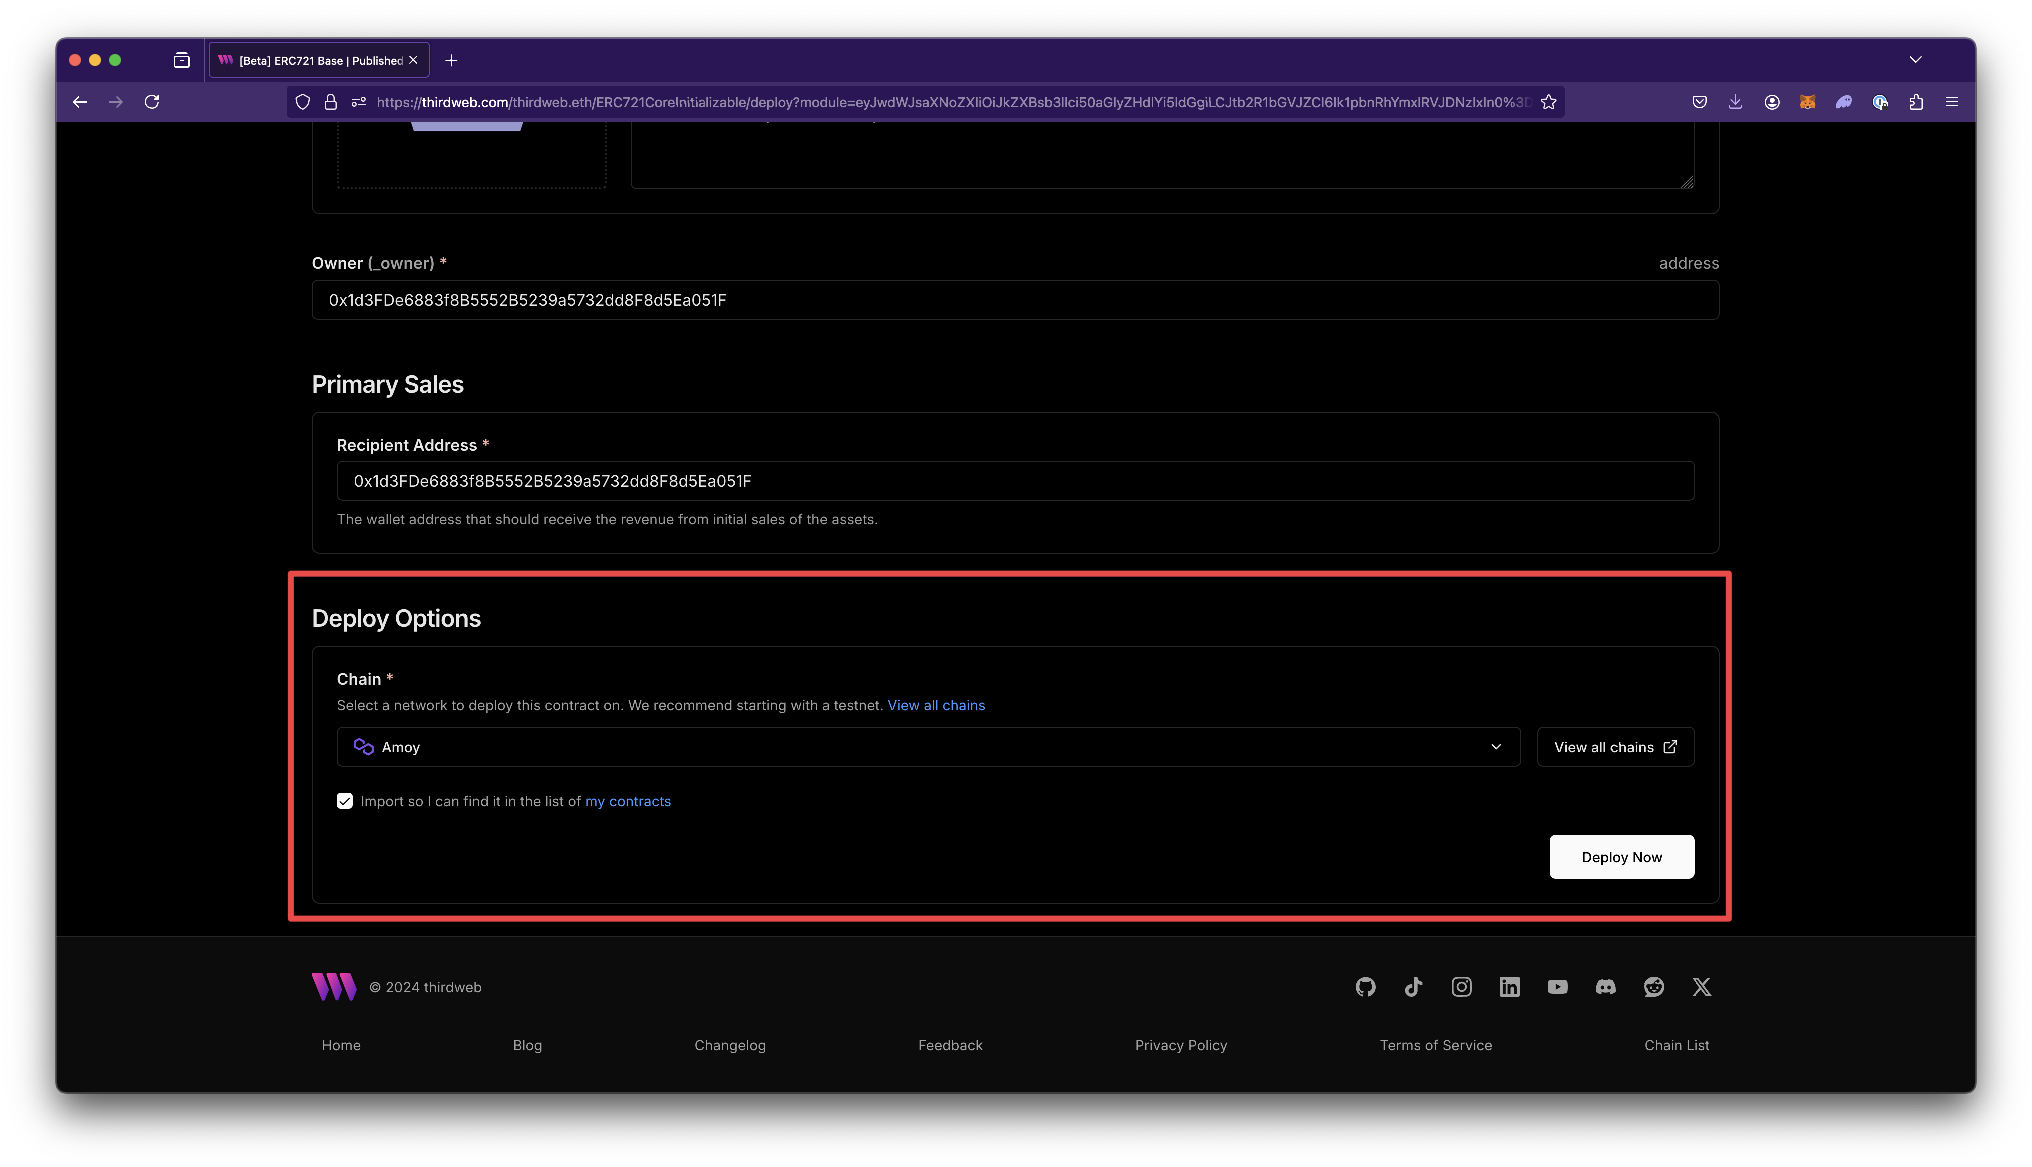 [Beta] ERC721 Base | Published
https://thirdweb.com/thirdweb.eth/ERC721CoreInitializable/deploy?module=
Owner (_owner) *
address
0x1d3FDe6883f8B5552B5239a5732dd8F8d5Ea051F
Primary Sales
Recipient Address *
0x1d3FDe6883f8B5552B5239a5732dd8F8d5Ea051F
The wallet address that should receive the revenue from initial sales of the assets.
Deploy Options
Chain *
Select a network to deploy this contract on. We recommend starting with a testnet. View all chains
Amoy
View all chains
Import so I can find it in the list of my contracts
Deploy Now
© 2024 thirdweb
Home
Blog
Changelog
Feedback
Privacy Policy
Terms of Service
Chain List